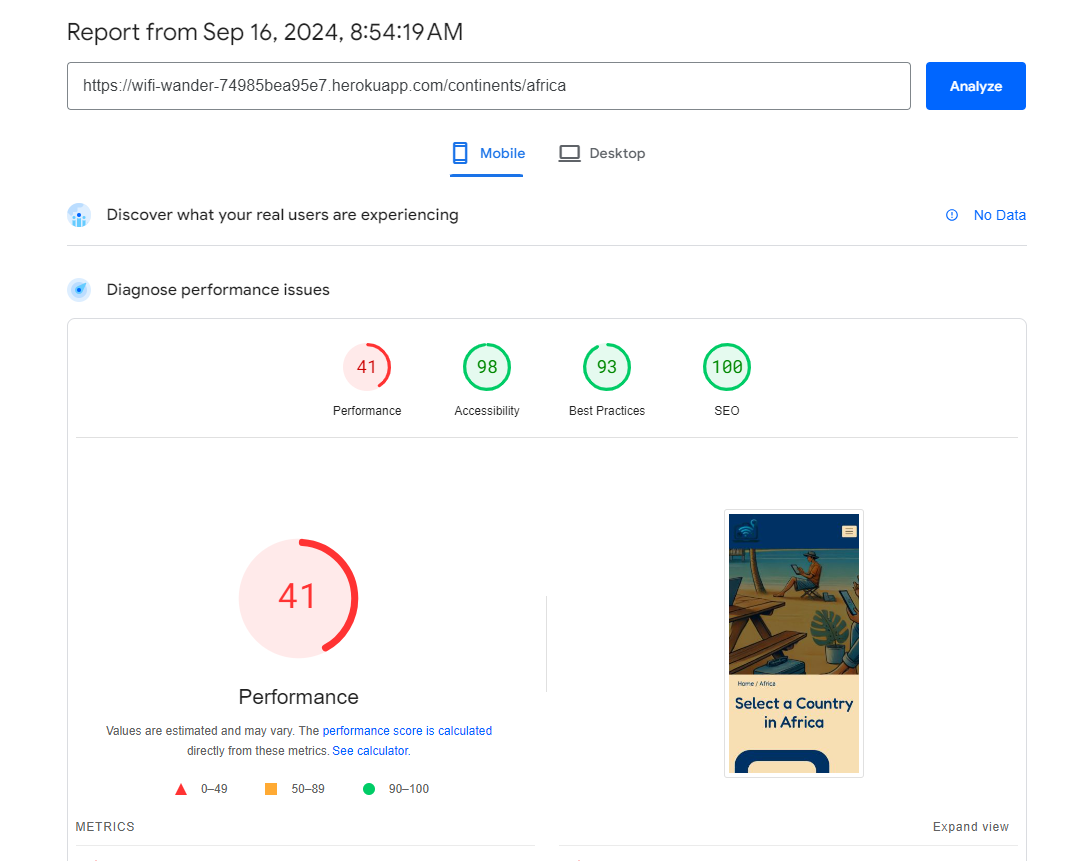 Report from Sep 16, 2024, 8:54:19 AM
https://wifi-wander-74985bea95e7.herokuapp.com/continents/africa
Analyze
Mobile
Desktop
Discover what your real users are experiencing
No Data
Diagnose performance issues
41
98
93
100
Performance
Accessibility
Best Practices
SEO
41
Performance
Values are estimated and may vary. The performance score is calculated
directly from these metrics. See calculator.
0–49
50–89
90–100
Home / Africa
Select a Country
in Africa
METRICS
Expand view